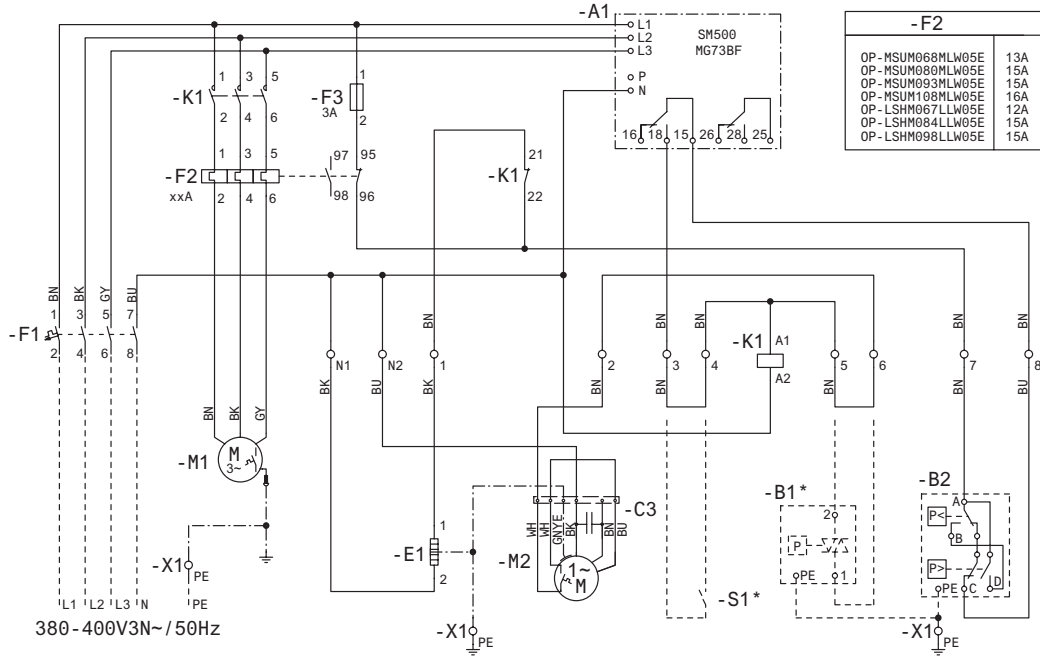 -A1
L1
L2
L3
P
N
SM500
MG73BF
16 18 15 26 28 25
-F2
OP-MSUM068MLW05E 13A
OP-MSUM080MLW05E 15A
OP-MSUM093MLW05E 15A
OP-MSUM108MLW05E 16A
OP-LSHM067LLW05E 12A
OP-LSHM084LLW05E 15A
OP-LSHM098LLW05E 15A
-K1
1 3 5
2 4 6
-F3
3A
1
2
-F2
xxA
1 3 5
2 4 6
97 95
98 96
-K1
21
22
BN BK GY BU
-F1
1 3 5 7
2 4 6 8
N1 N2 1
BN
BK BU BK
2 3 4
BN BN
BN BN
-K1
A1
A2
5 6
BN BN
BN
7 8
BN BU
BN BU
BN BK GY
-M1
M
3~
-X1
PE
PE
L1 L2 L3 N
380-400V3N~/50Hz
-E1
1
2
-X1
PE
-C3
WH WH GNYE BK BN BU
-M2
1~
M
-S1*
-B1*
2
P
PE 1
-B2
A
P<
B
P>
PE C D
-X1
PE